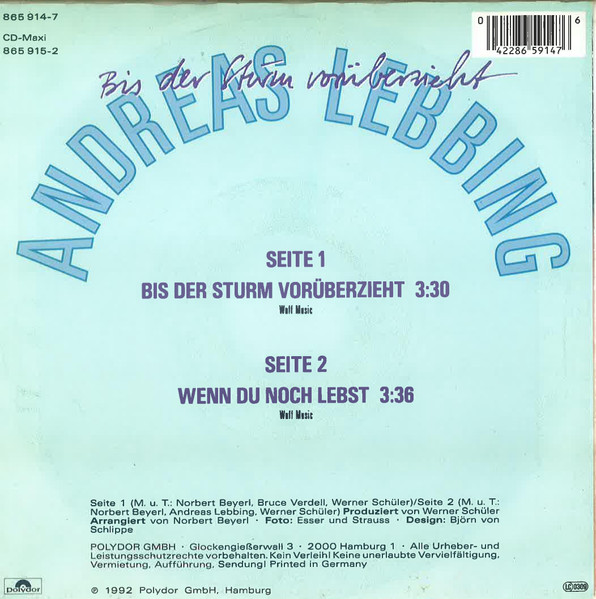 865 914-7
CD-Maxi
865 915-2
0 42286 59147 6
Bis der Sturm vorüberzieht
ANDREAS LEBBING
SEITE 1
BIS DER STURM VORÜBERZIEHT 3:30
Wuff Music
SEITE 2
WENN DU NOCH LEBST 3:36
Wuff Music
Seite 1 (M. u. T.: Norbert Beyerl, Bruce Verdell, Werner Schüler)/Seite 2 (M. u. T.:
Norbert Beyerl, Andreas Lebbing, Werner Schüler) Produziert von Werner Schüler
Arrangiert von Norbert Beyerl · Foto: Esser und Strauss · Design: Björn von
Schlippe
POLYDOR GMBH · Glockengießerwall 3 · 2000 Hamburg 1 · Alle Urheber- und
Leistungsschutzrechte vorbehalten. Kein Verleih! Keine unerlaubte Vervielfältigung,
Vermietung, Aufführung, Sendung! Printed in Germany
polydor
℗ 1992 Polydor GmbH, Hamburg